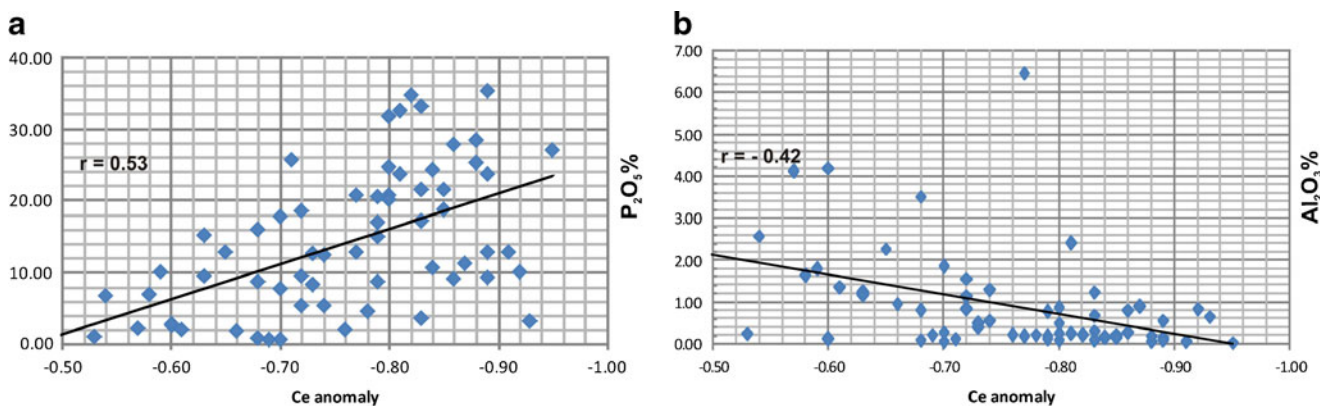 a
40.00
30.00
20.00
10.00
0.00
r = 0.53
-0.50 -0.60 -0.70 -0.80 -0.90 -1.00
Ce anomaly
P₂O₅%
b
7.00
6.00
5.00
4.00
3.00
2.00
1.00
0.00
r = - 0.42
-0.50 -0.60 -0.70 -0.80 -0.90 -1.00
Ce anomaly
Al₂O₃%